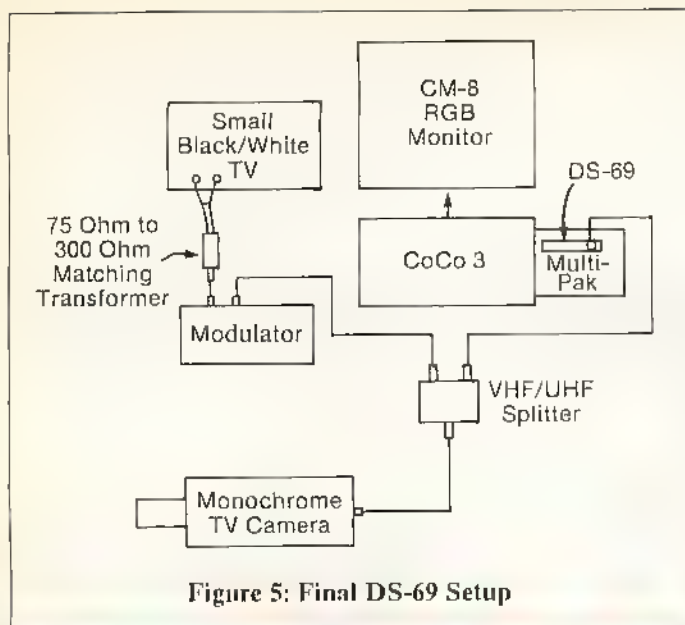 Small
Black/White
TV
75 Ohm to
300 Ohm
Matching
Transformer
Modulator
CM-8
RGB
Monitor
DS-69
CoCo 3
Multi-
Pak
VHF/UHF
Splitter
Monochrome
TV Camera
Figure 5: Final DS-69 Setup